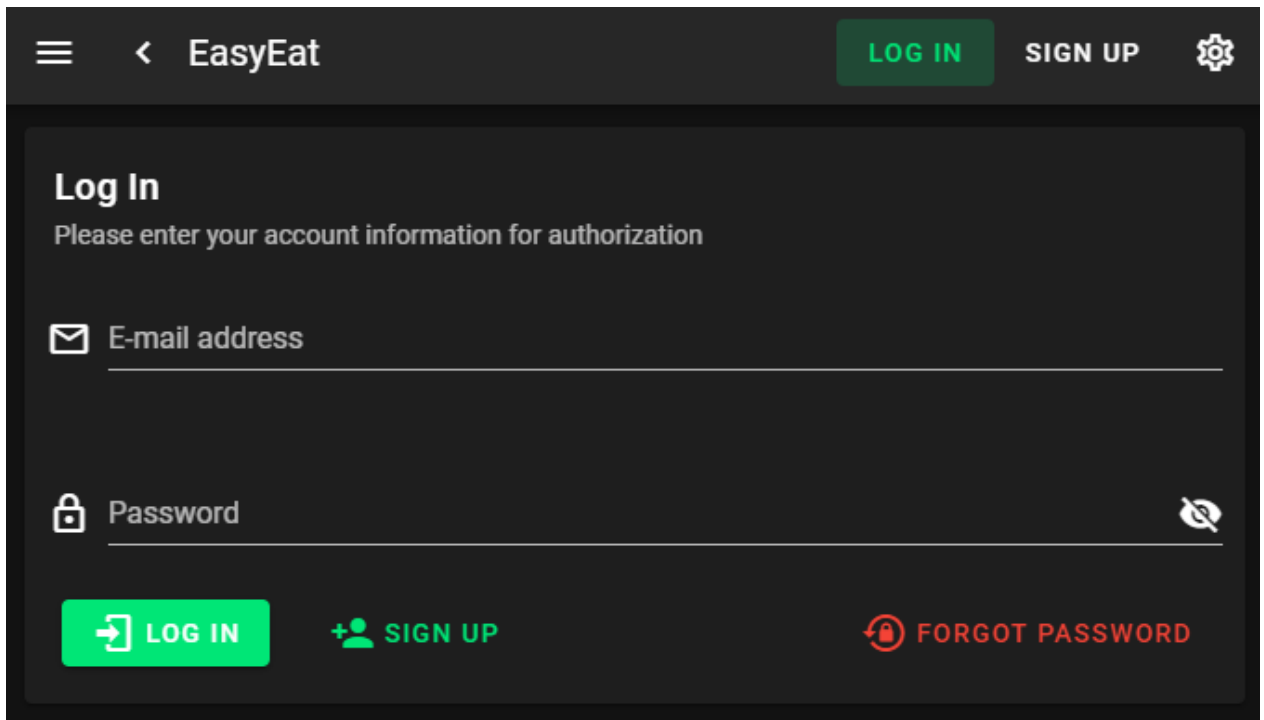 EasyEat LOG IN SIGN UP
Log In
Please enter your account information for authorization
E-mail address
Password
LOG IN SIGN UP FORGOT PASSWORD